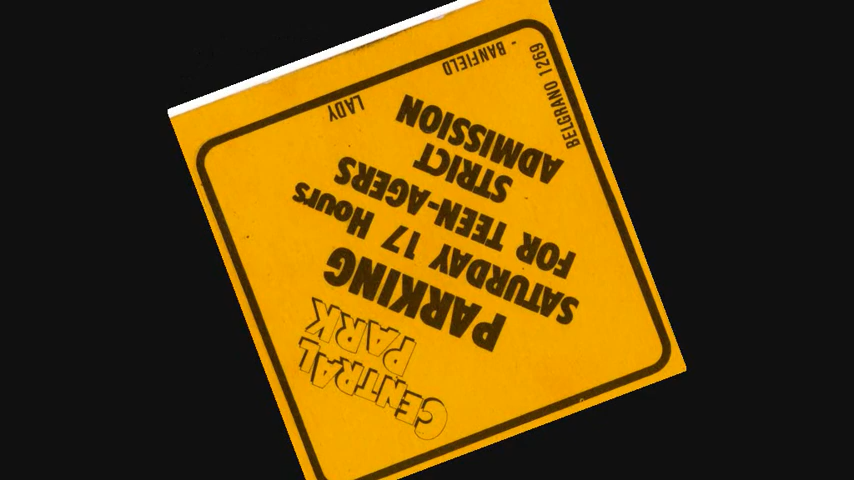 CENTRAL
PARK
PARKING
SATURDAY 17 Hours
FOR TEEN-AGERS
STRICT
ADMISSION
LADY
BELGRANO 1269 - BANFIELD